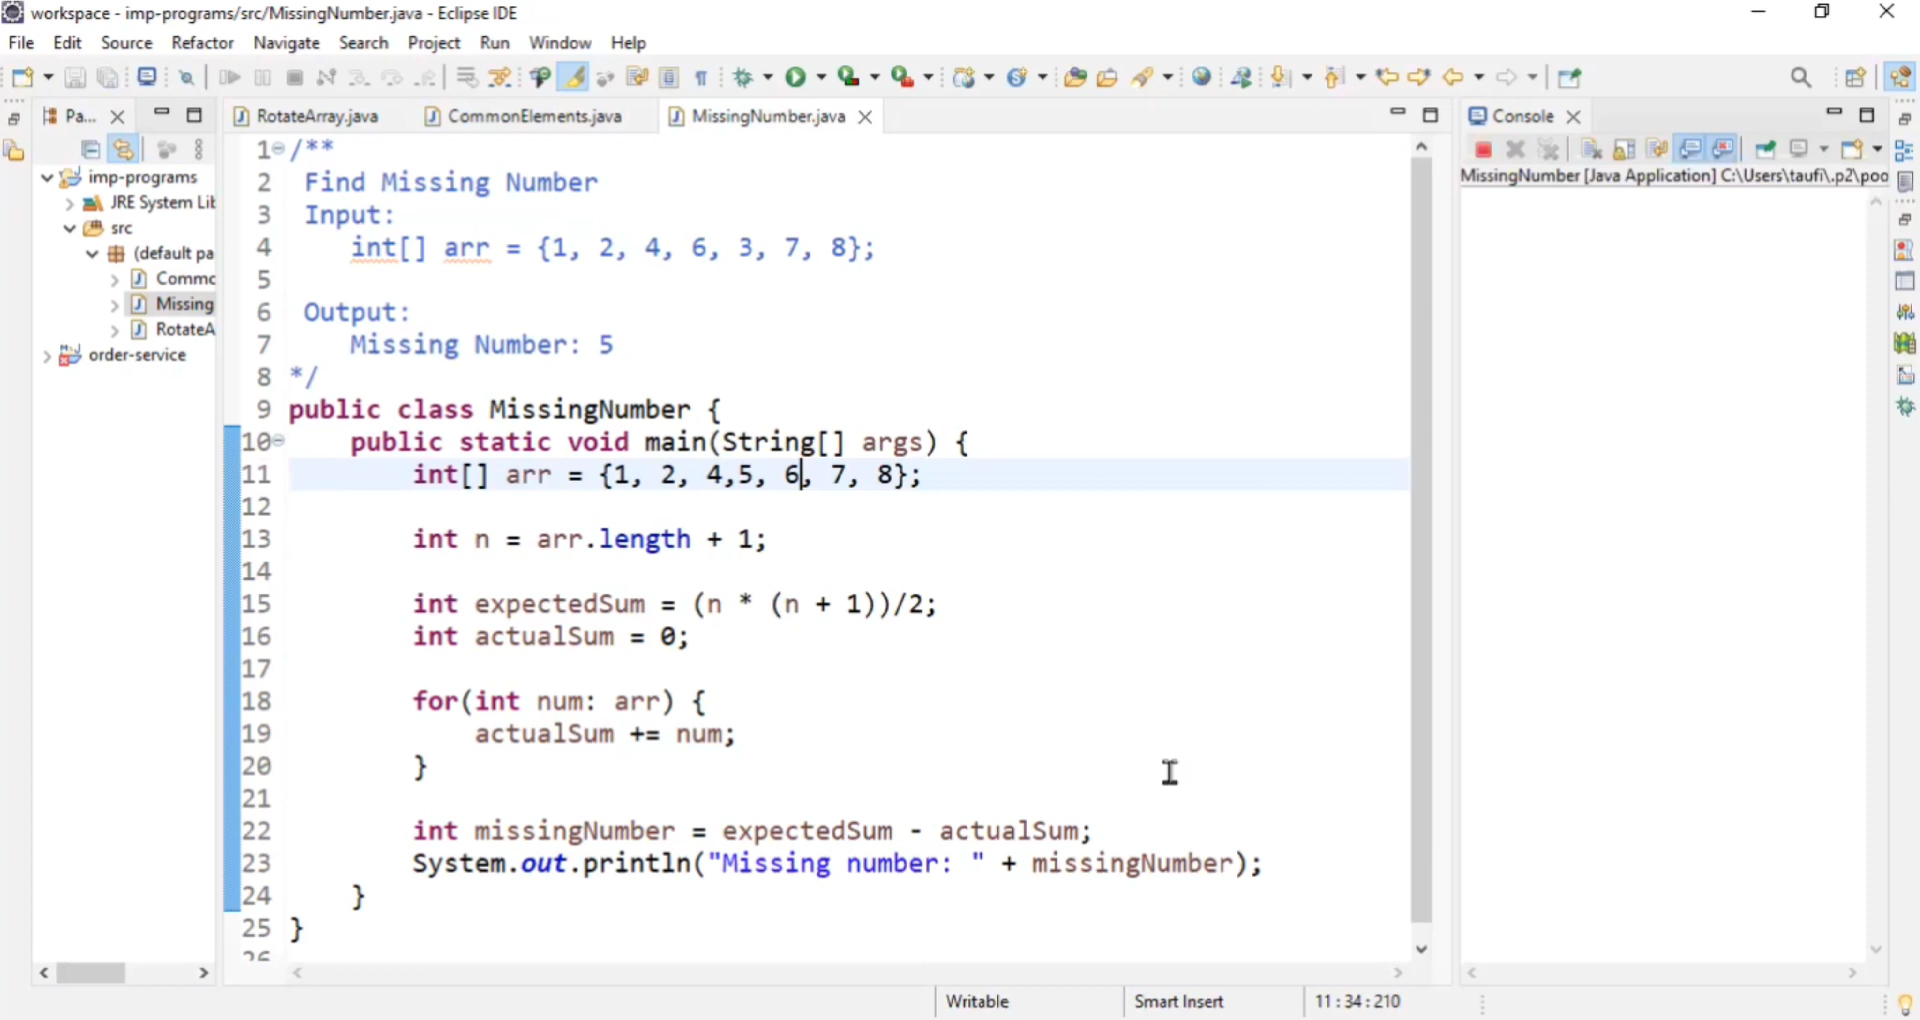 workspace - imp-programs/src/MissingNumber.java - Eclipse IDE
File Edit Source Refactor Navigate Search Project Run Window Help
Pa...
RotateArray.java
CommonElements.java
MissingNumber.java
Console
imp-programs
JRE System Lib
src
(default pa
Commo
Missing
RotateA
order-service
1 /**
2 Find Missing Number
3 Input:
4 int[] arr = {1, 2, 4, 6, 3, 7, 8};
5
6 Output:
7 Missing Number: 5
8 */
9 public class MissingNumber {
10 public static void main(String[] args) {
11 int[] arr = {1, 2, 4,5, 6, 7, 8};
12
13 int n = arr.length + 1;
14
15 int expectedSum = (n * (n + 1))/2;
16 int actualSum = 0;
17
18 for(int num: arr) {
19 actualSum += num;
20 }
21
22 int missingNumber = expectedSum - actualSum;
23 System.out.println("Missing number: " + missingNumber);
24 }
25 }
26
MissingNumber [Java Application] C:\Users\taufi\.p2\poo
Writable
Smart Insert
11 : 34 : 210